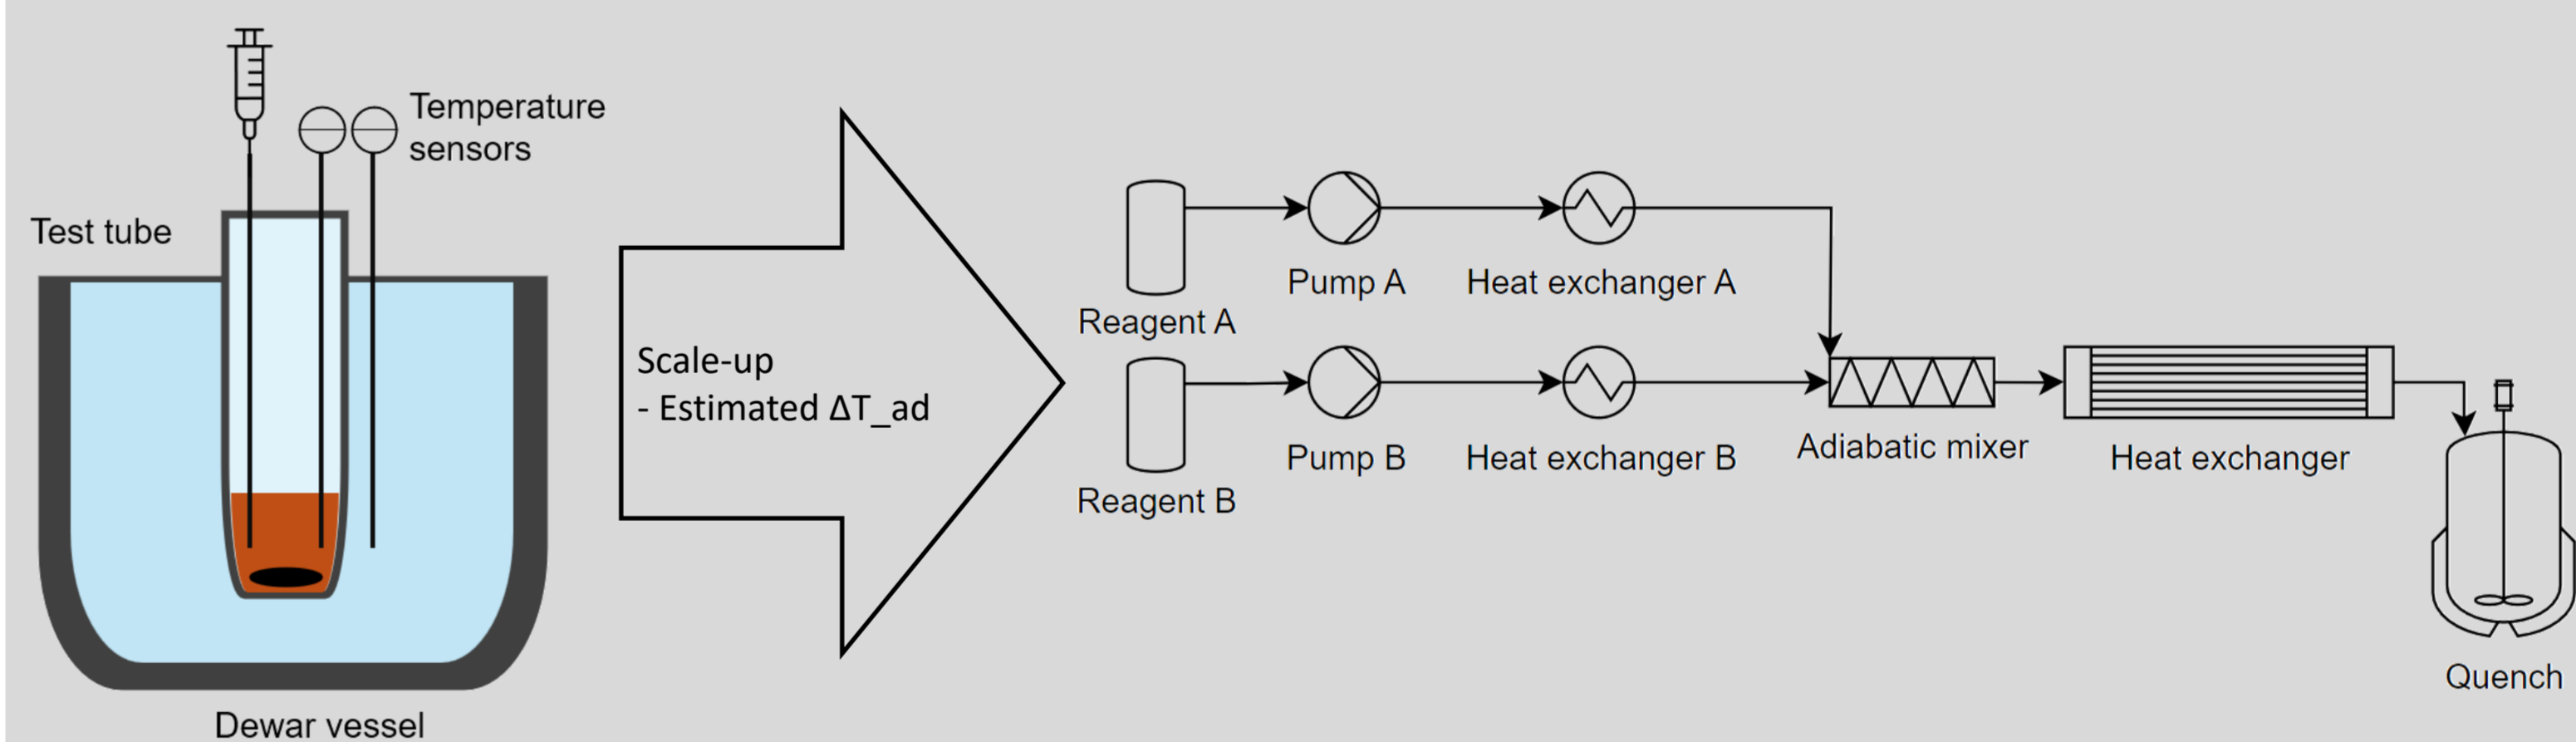 Temperature
sensors
Test tube
Dewar vessel
Scale-up
- Estimated ΔT_ad
Reagent A
Pump A
Heat exchanger A
Reagent B
Pump B
Heat exchanger B
Adiabatic mixer
Heat exchanger
Quench